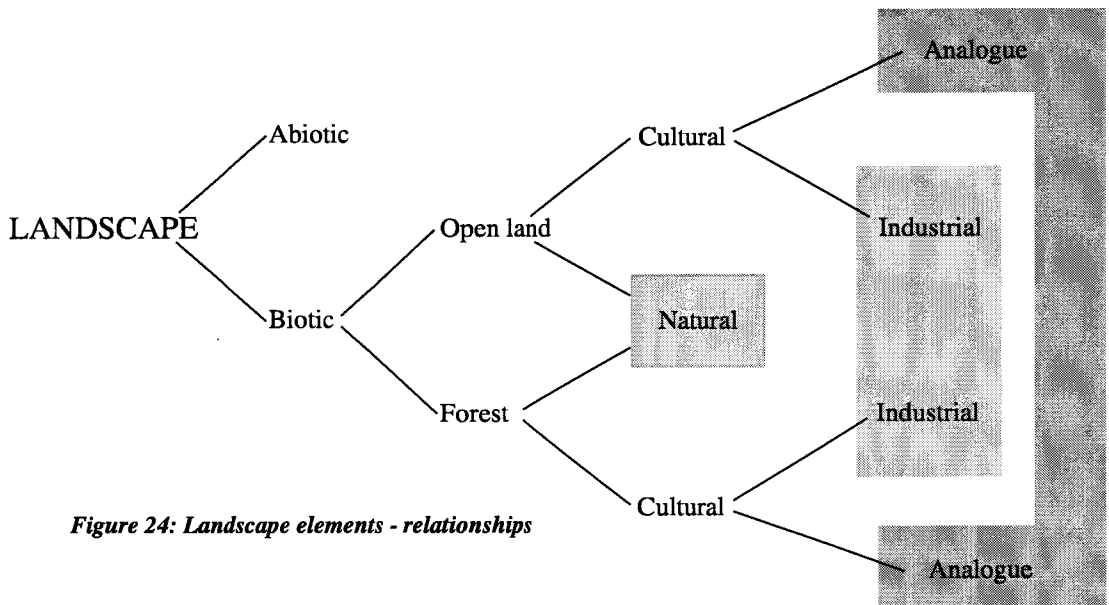 Analogue
Abiotic
Cultural
LANDSCAPE
Open land
Industrial
Biotic
Natural
Forest
Industrial
Cultural
Figure 24: Landscape elements - relationships
Analogue